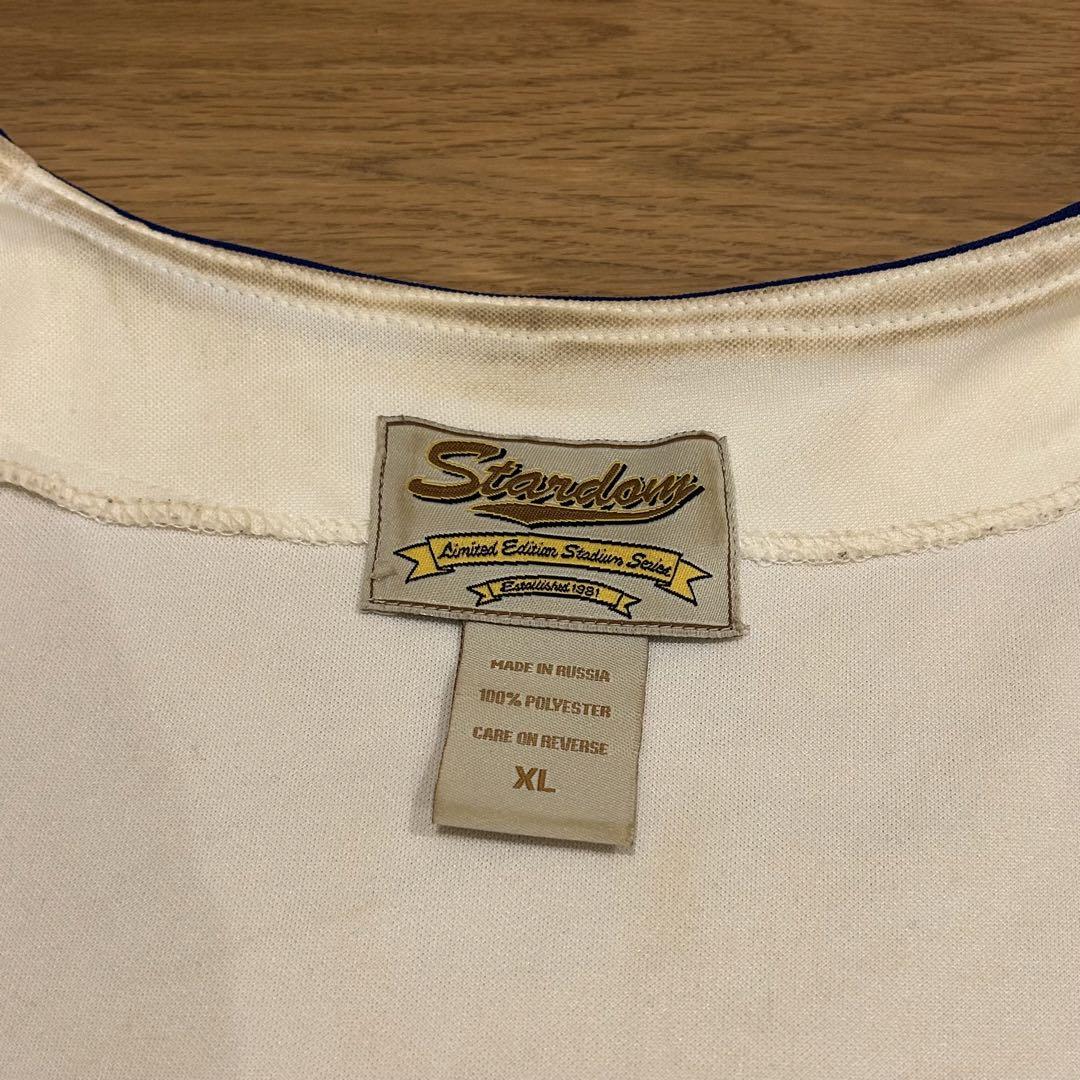 Stardom
Limited Edition Stadium Series
Established 1981
MADE IN RUSSIA
100% POLYESTER
CARE ON REVERSE
XL